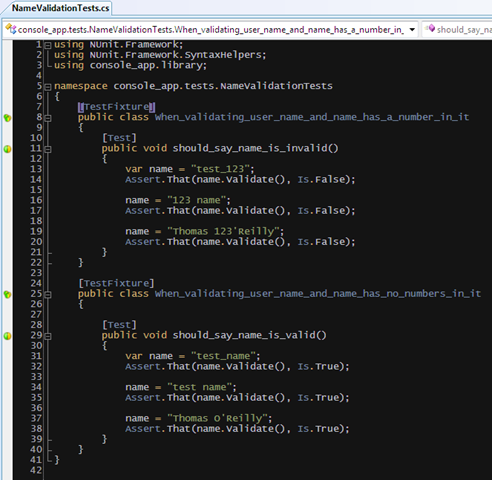 NameValidationTests.cs
console_app.tests.NameValidationTests.When_validating_user_name_and_name_has_a_number_in_ should_say_na
1 using NUnit.Framework;
2 using NUnit.Framework.SyntaxHelpers;
3 using console_app.library;
4
5 namespace console_app.tests.NameValidationTests
6 {
7 [TestFixture]
8 public class When_validating_user_name_and_name_has_a_number_in_it
9 {
10 [Test]
11 public void should_say_name_is_invalid()
12 {
13 var name = "test_123";
14 Assert.That(name.Validate(), Is.False);
15
16 name = "123 name";
17 Assert.That(name.Validate(), Is.False);
18
19 name = "Thomas 123'Reilly";
20 Assert.That(name.Validate(), Is.False);
21 }
22 }
23
24 [TestFixture]
25 public class When_validating_user_name_and_name_has_no_numbers_in_it
26 {
27
28 [Test]
29 public void should_say_name_is_valid()
30 {
31 var name = "test_name";
32 Assert.That(name.Validate(), Is.True);
33
34 name = "test name";
35 Assert.That(name.Validate(), Is.True);
36
37 name = "Thomas O'Reilly";
38 Assert.That(name.Validate(), Is.True);
39 }
40 }
41 }
42